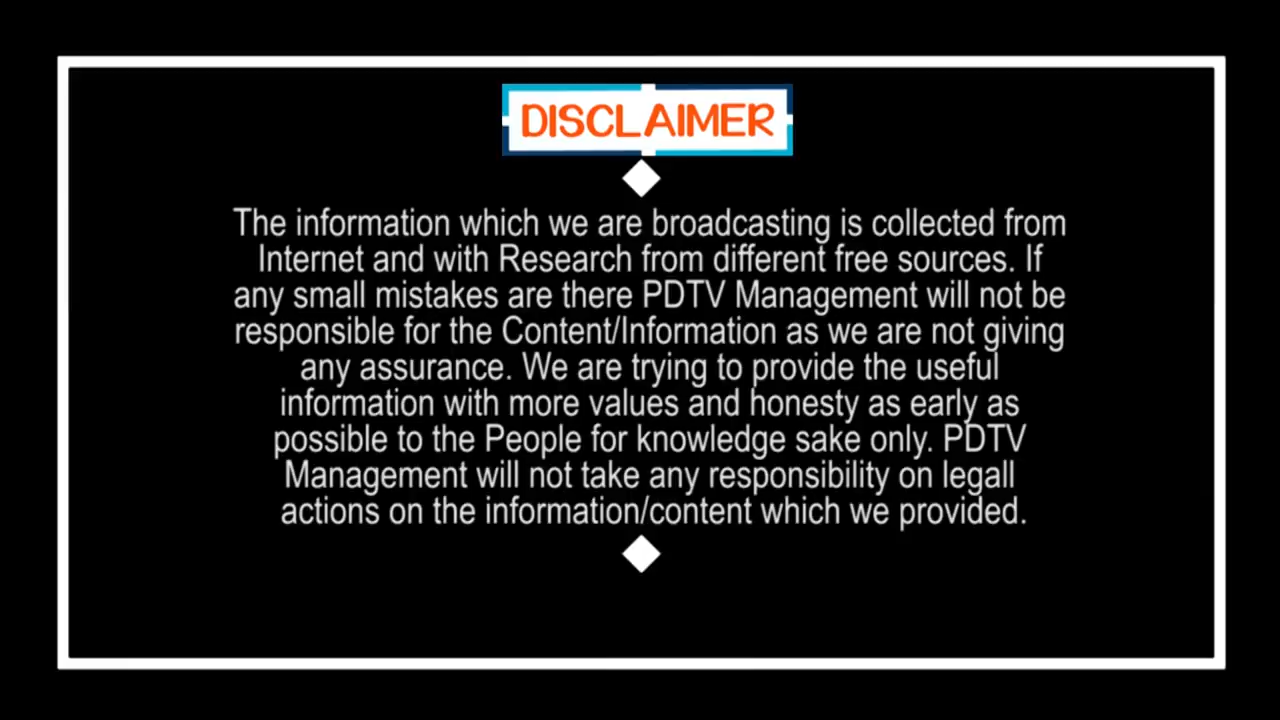 DISCLAIMER
The information which we are broadcasting is collected from
Internet and with Research from different free sources. If
any small mistakes are there PDTV Management will not be
responsible for the Content/Information as we are not giving
any assurance. We are trying to provide the useful
information with more values and honesty as early as
possible to the People for knowledge sake only. PDTV
Management will not take any responsibility on legall
actions on the information/content which we provided.